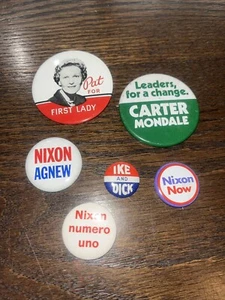 Pat
FOR
FIRST LADY
Leaders,
for a change.
CARTER
MONDALE
NIXON
AGNEW
IKE
AND
DICK
Nixon
Now
Nixon
numero
uno